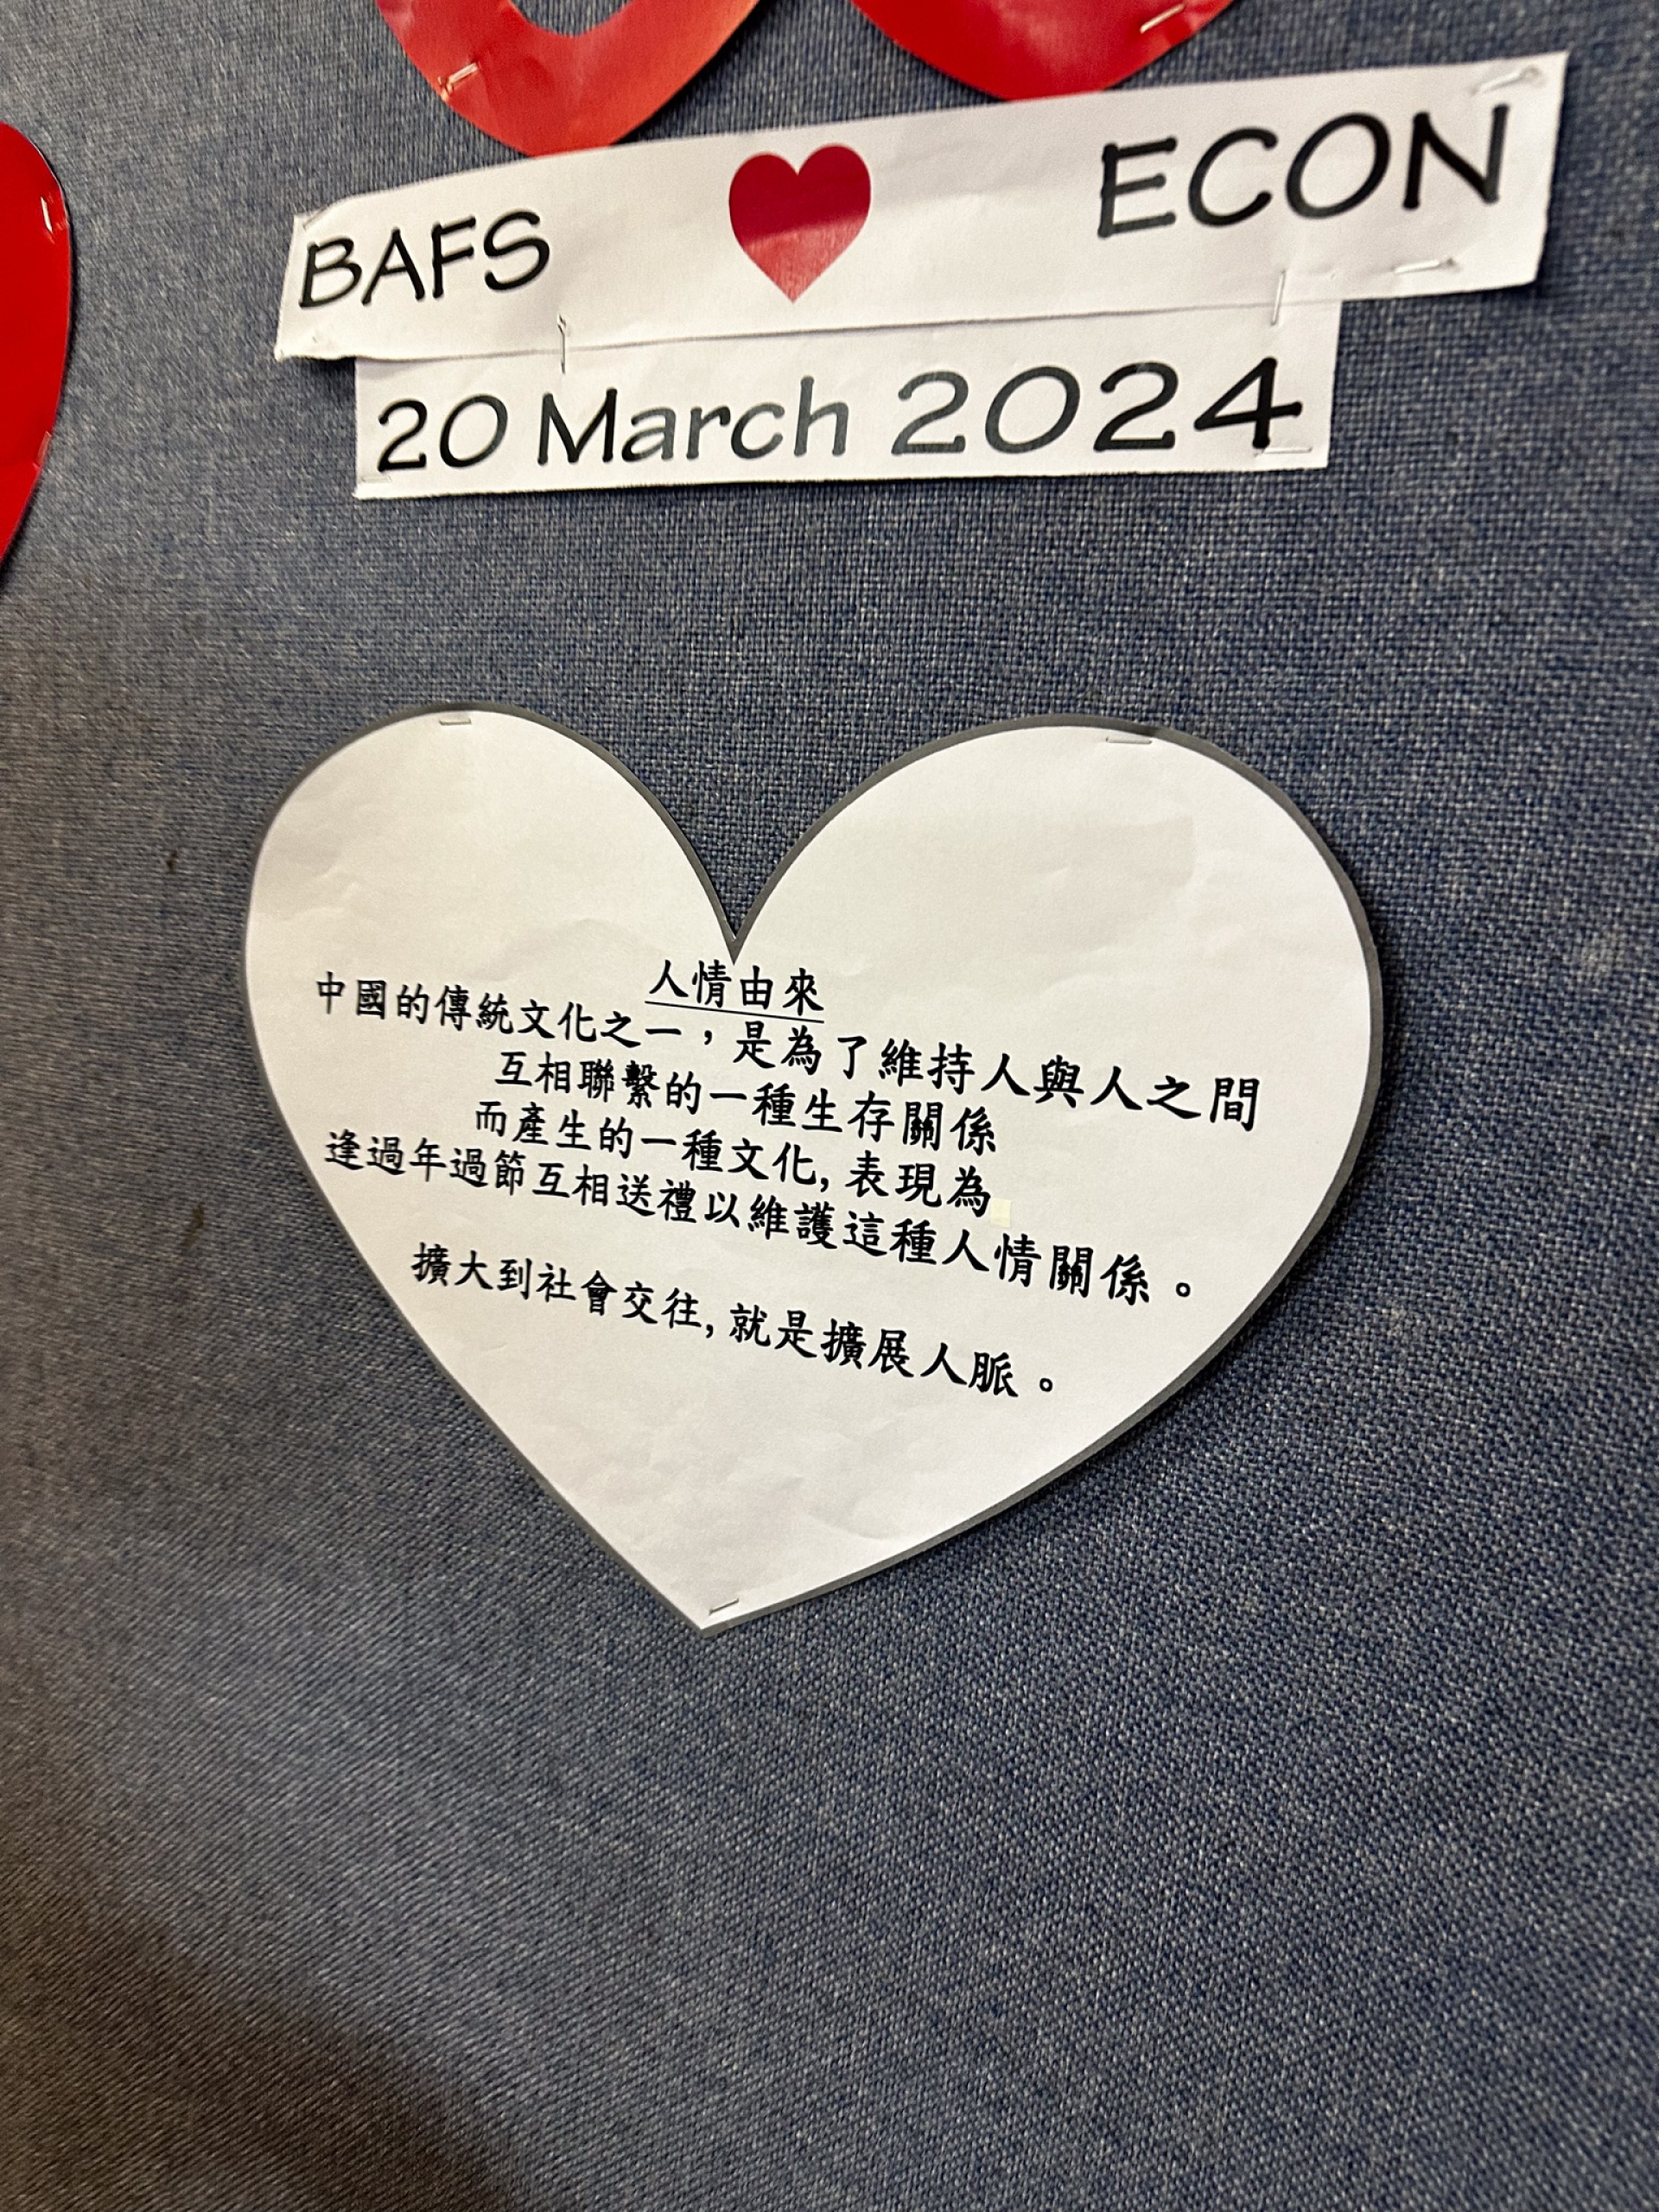 BAFS ❤ ECON
20 March 2024
人情由來
中國的傳統文化之一，是為了維持人與人之間
互相聯繫的一種生存關係
而產生的一種文化, 表現為
逢過年過節互相送禮以維護這種人情關係。
擴大到社會交往, 就是擴展人脈。